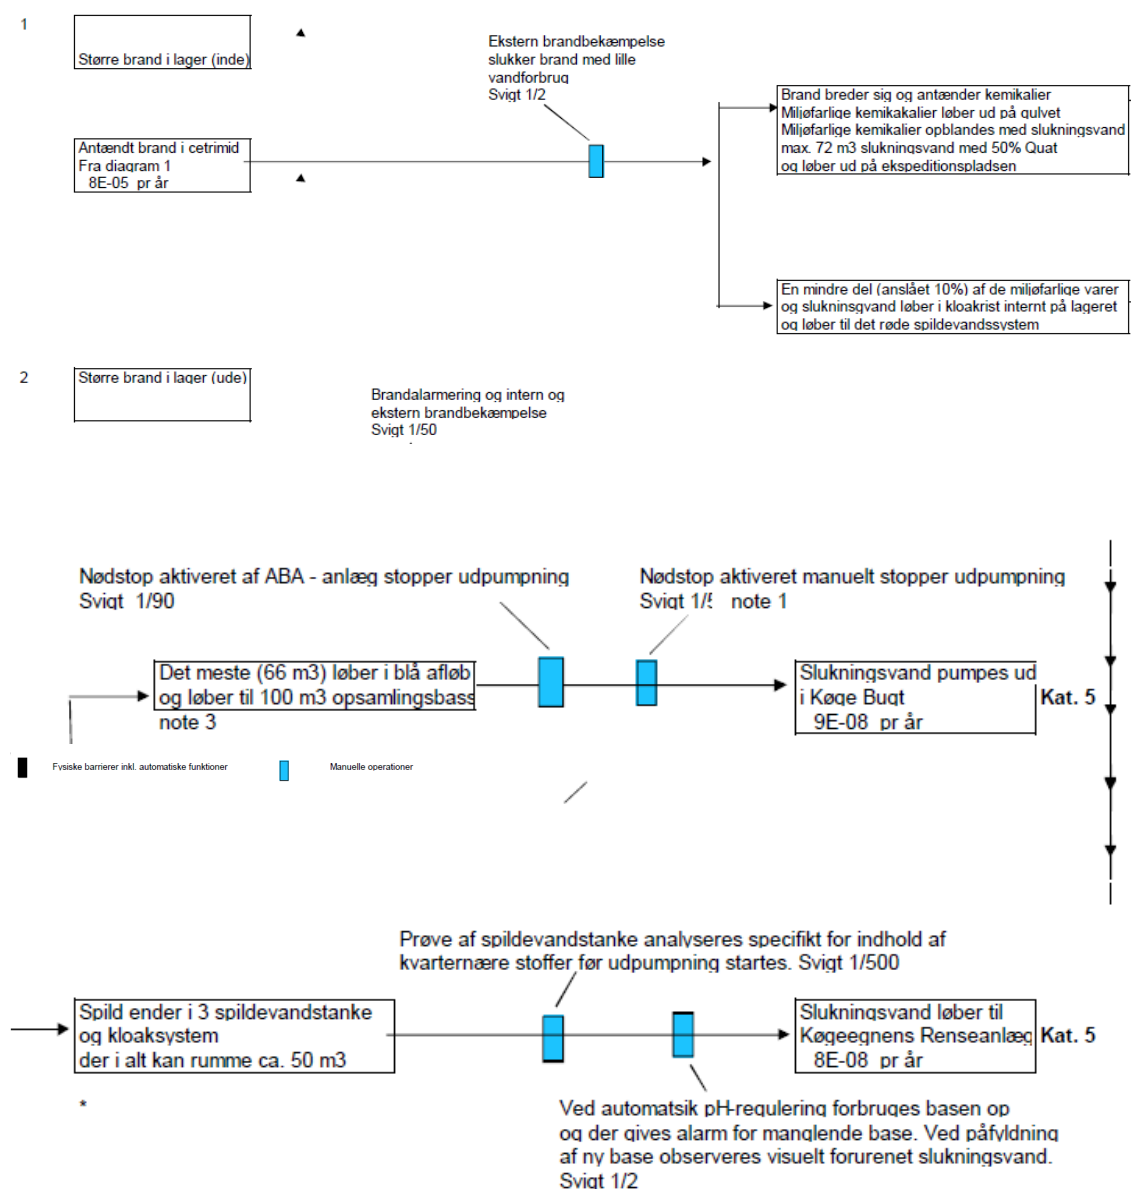 1
Større brand i lager (inde)
Ekstern brandbekæmpelse
slukker brand med lille
vandforbrug
Svigt 1/2
Antændt brand i cetrimid
Fra diagram 1
8E-05 pr år
Brand breder sig og antænder kemikalier
Miljøfarlige kemikakalier løber ud på gulvet
Miljøfarlige kemikalier opblandes med slukningsvand
max. 72 m3 slukningsvand med 50% Quat
og løber ud på ekspeditionspladsen
En mindre del (anslået 10%) af de miljøfarlige varer
og slukninsgvand løber i kloakrist internt på lageret
og løber til det røde spildevandssystem
2
Større brand i lager (ude)
Brandalarmering og intern og
ekstern brandbekæmpelse
Svigt 1/50
Nødstop aktiveret af ABA - anlæg stopper udpumpning
Svigt 1/90
Nødstop aktiveret manuelt stopper udpumpning
Svigt note 1
Det meste (66 m3) løber i blå afløb
og løber til 100 m3 opsamlingsbass
note 3
Slukningsvand pumpes ud
i Køge Bugt
9E-08 pr år
Kat. 5
Fysiske barrierer inkl. automatiske funktioner
Manuelle operationer
Prøve af spildevandstanke analyseres specifikt for indhold af
kvarternære stoffer før udpumpning startes. Svigt 1/500
Spild ender i 3 spildevandstanke
og kloaksystem
der i alt kan rumme ca. 50 m3
Slukningsvand løber til
Køgeegnens Renseanlæg
8E-08 pr år
Kat. 5
*
Ved automatsik pH-regulering forbruges basen op
og der gives alarm for manglende base. Ved påfyldning
af ny base observeres visuelt forurenet slukningsvand.
Svigt 1/2